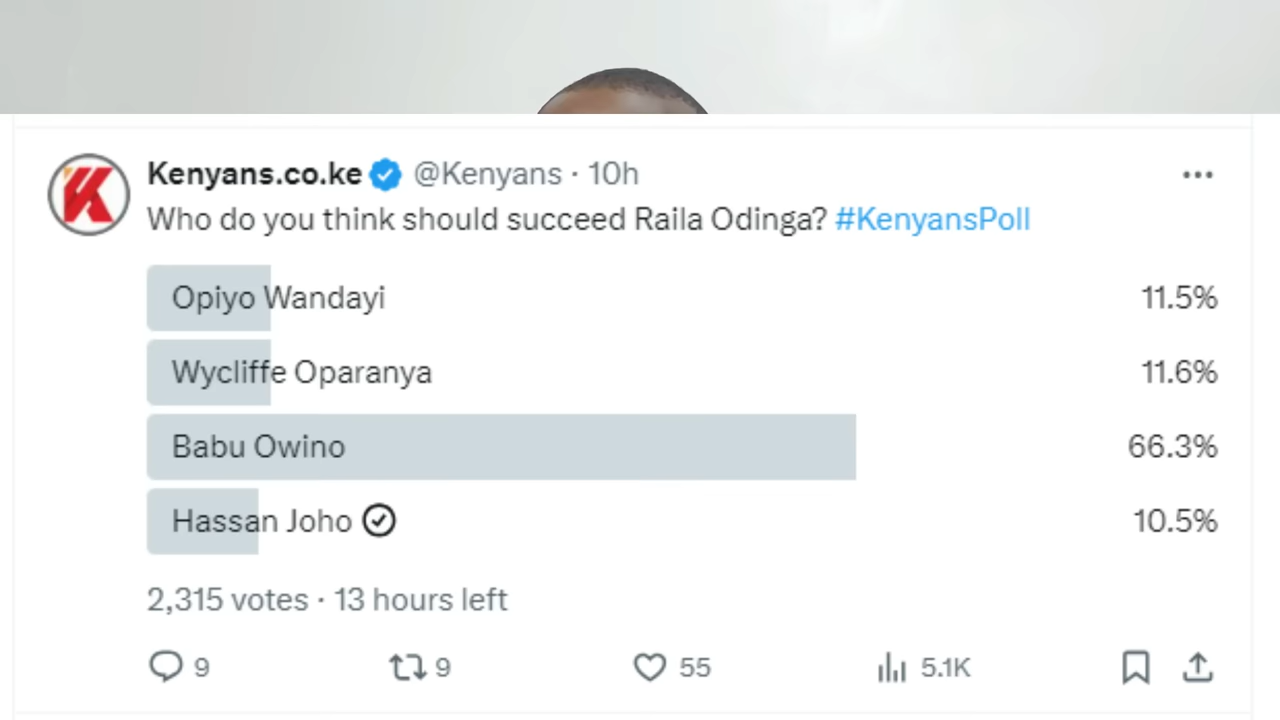 Kenyans.co.ke @Kenyans · 10h
Who do you think should succeed Raila Odinga? #KenyansPoll
Opiyo Wandayi 11.5%
Wycliffe Oparanya 11.6%
Babu Owino 66.3%
Hassan Joho 10.5%
2,315 votes · 13 hours left
9 9 55 5.1K